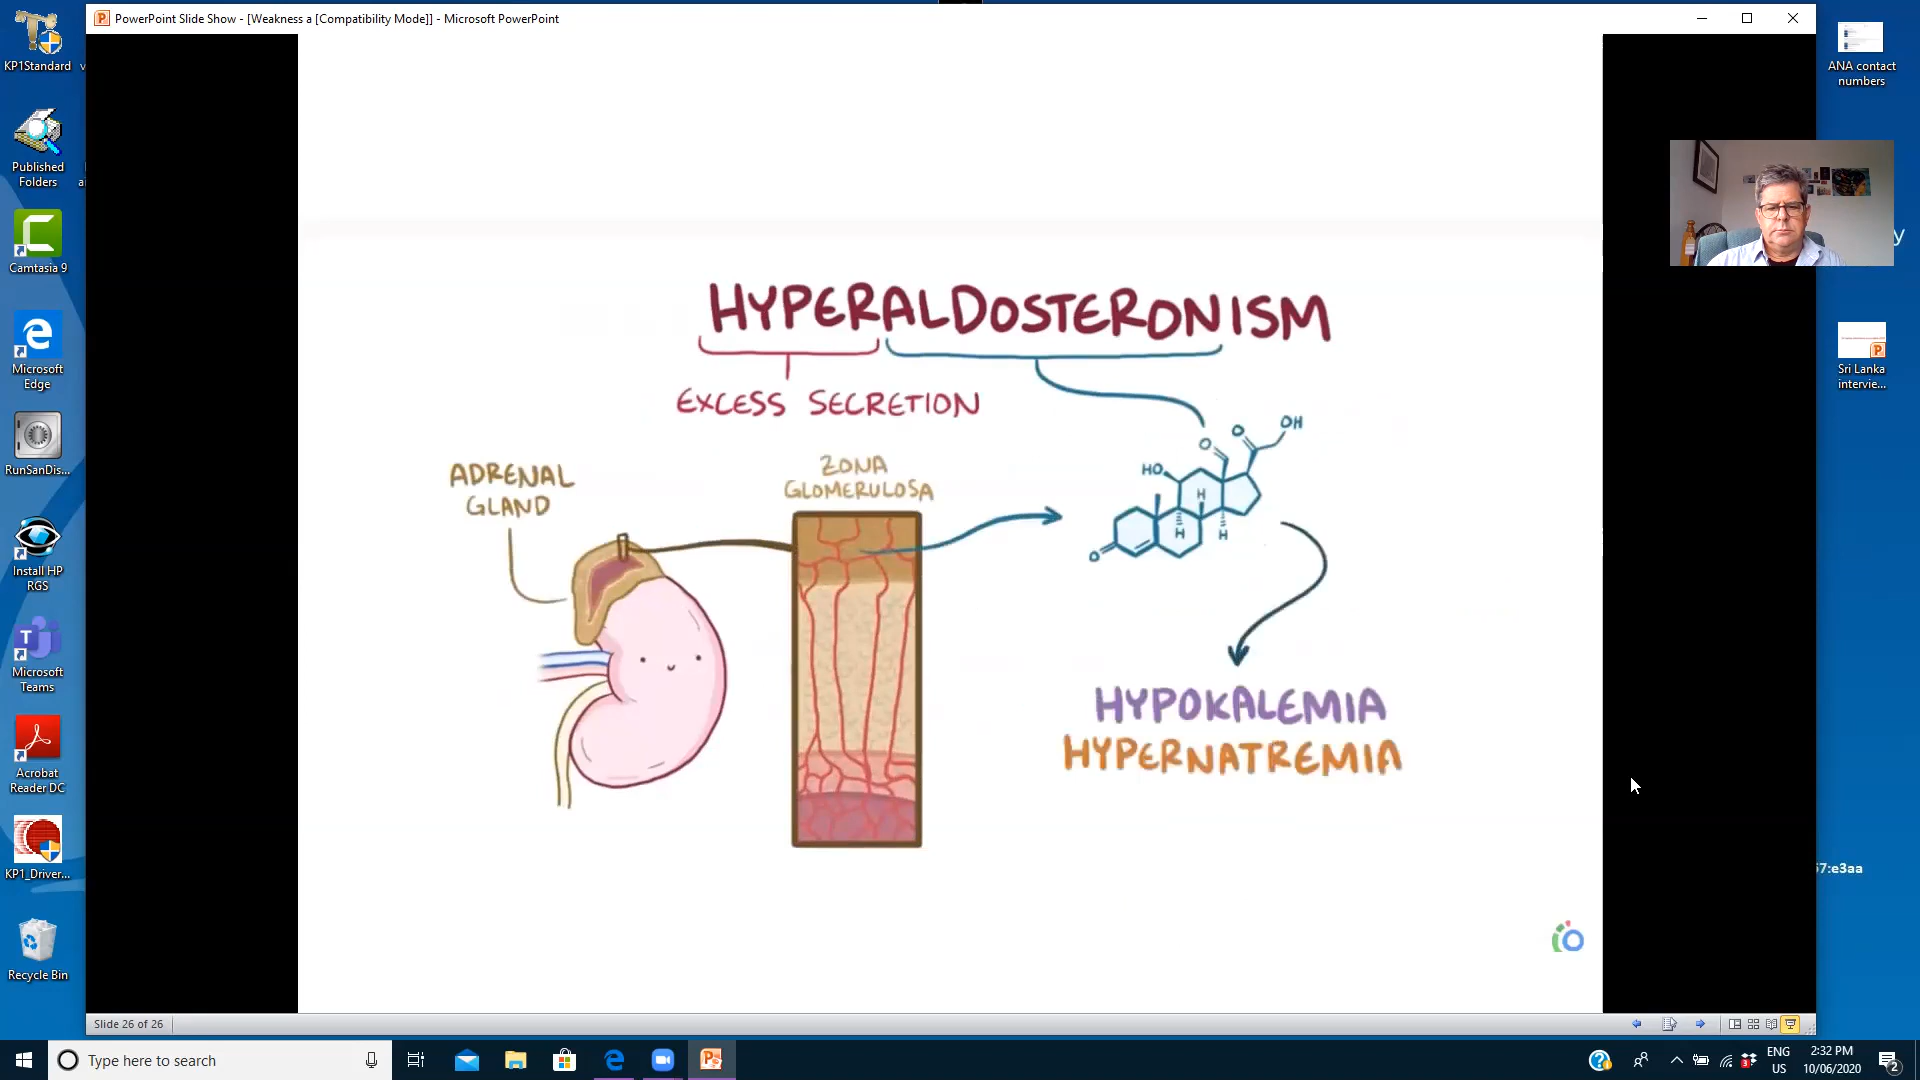 PowerPoint Slide Show - [Weakness a [Compatibility Mode]] - Microsoft PowerPoint
KP1Standard
Published
Folders
Camtasia 9
Microsoft
Edge
RunSanDis...
Install HP
RGS
Microsoft
Teams
Acrobat
Reader DC
KP1_Driver...
Recycle Bin
ANA contact
numbers
Sri Lanka
intervie...
57:e3aa
HYPERALDOSTERONISM
EXCESS SECRETION
ADRENAL
GLAND
ZONA
GLOMERULOSA
OH
O
O
HO
H
H
H
O
HYPOKALEMIA
HYPERNATREMIA
Slide 26 of 26
Type here to search
ENG
US
2:32 PM
10/06/2020
2